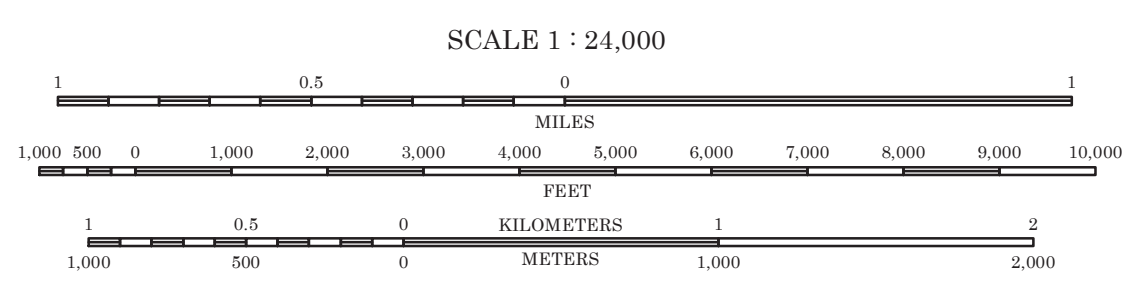 SCALE 1 : 24,000
1 0.5 0 1
MILES
1,000 500 0 1,000 2,000 3,000 4,000 5,000 6,000 7,000 8,000 9,000 10,000
FEET
1 0.5 0 KILOMETERS 1 2
1,000 500 0 METERS 1,000 2,000